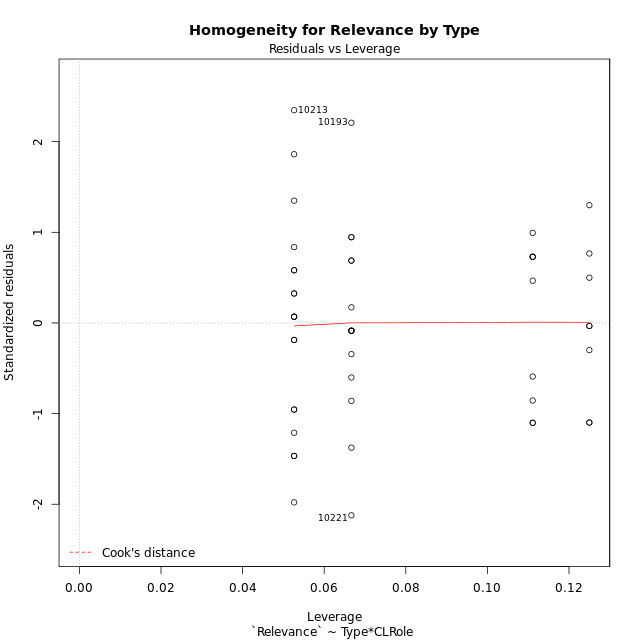 Homogeneity for Relevance by Type
Residuals vs Leverage
Standardized residuals
2
1
0
-1
-2
10213
10193
10221
Cook's distance
0.00 0.02 0.04 0.06 0.08 0.10 0.12
Leverage
`Relevance` ~ Type*CLRole